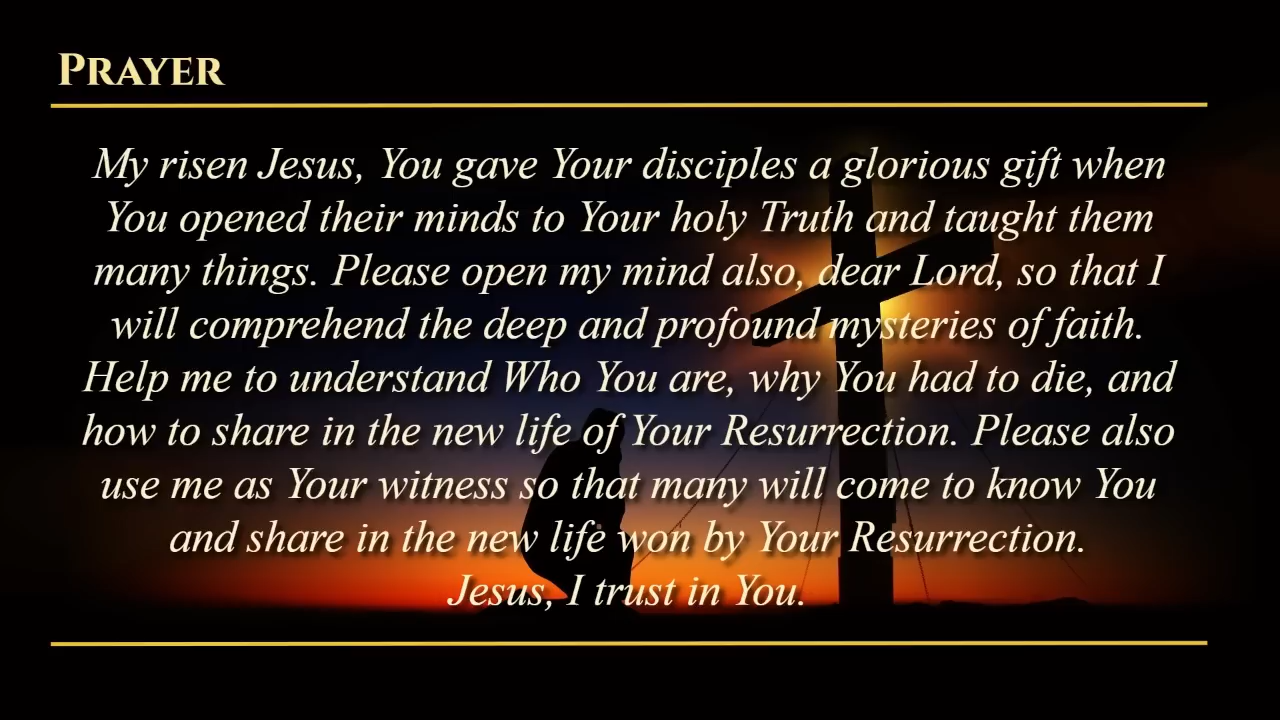 PRAYER
My risen Jesus, You gave Your disciples a glorious gift when
You opened their minds to Your holy Truth and taught them
many things. Please open my mind also, dear Lord, so that I
will comprehend the deep and profound mysteries of faith.
Help me to understand Who You are, why You had to die, and
how to share in the new life of Your Resurrection. Please also
use me as Your witness so that many will come to know You
and share in the new life won by Your Resurrection.
Jesus, I trust in You.